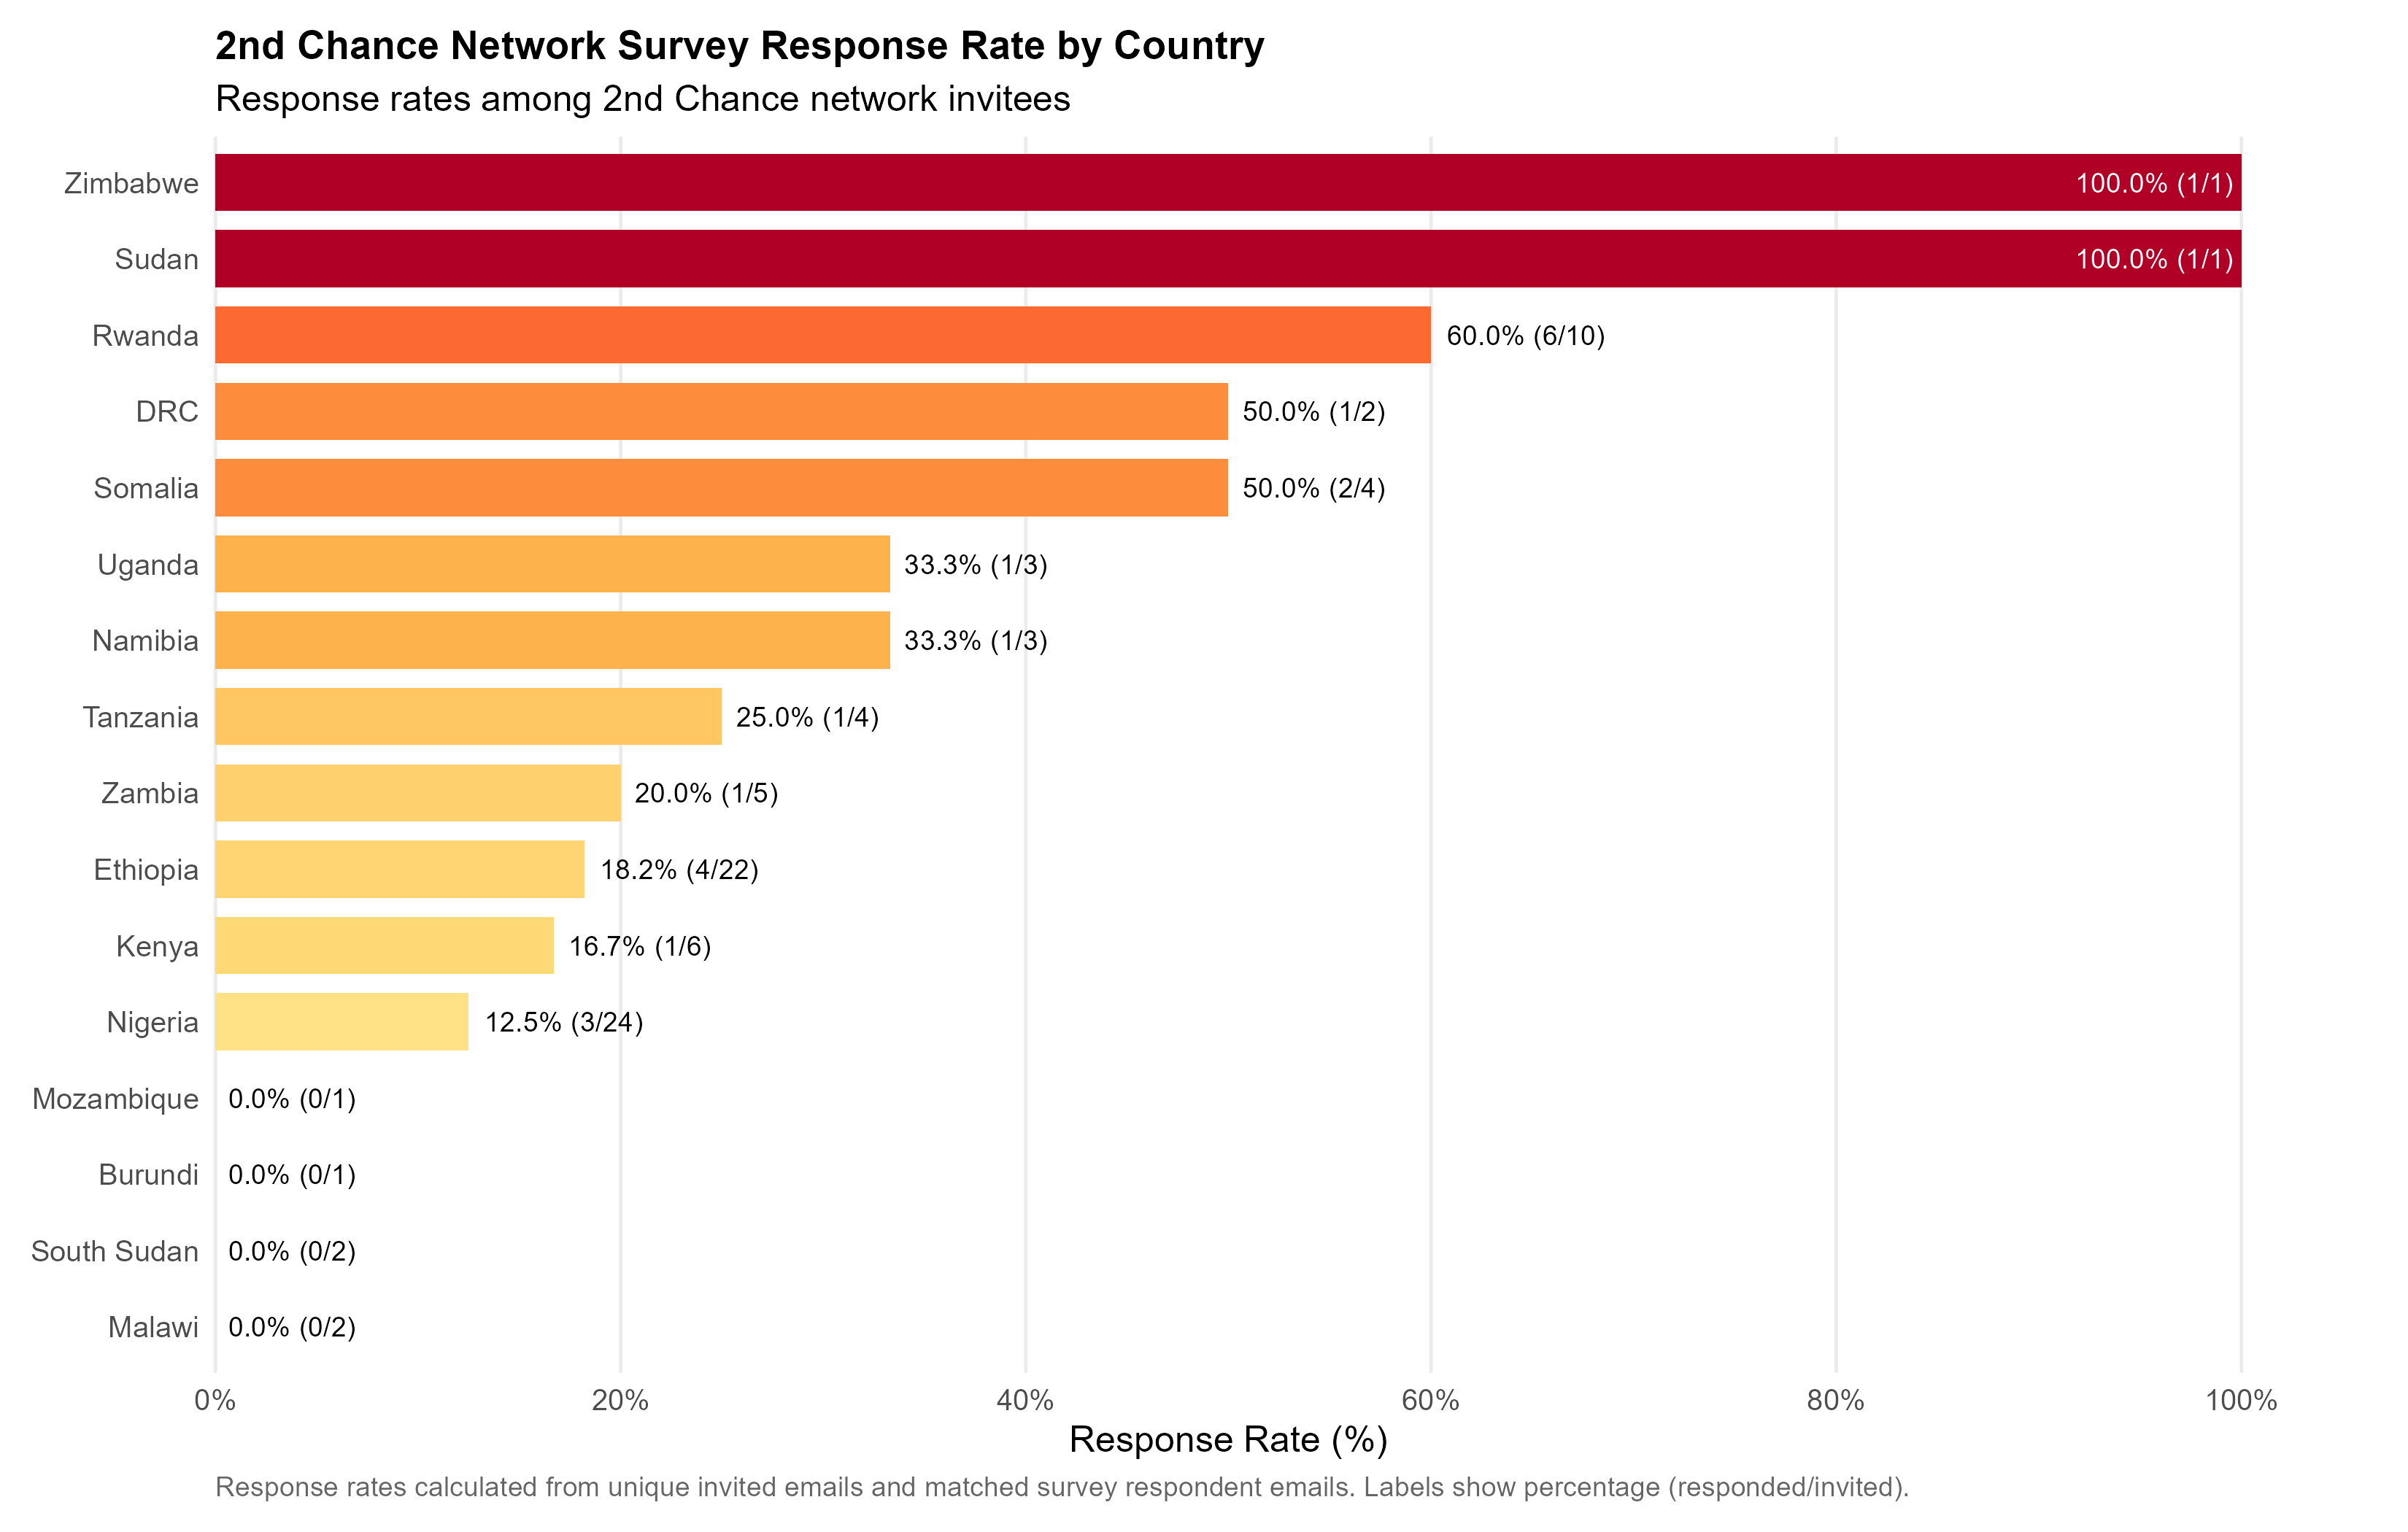 2nd Chance Network Survey Response Rate by Country
Response rates among 2nd Chance network invitees
Zimbabwe 100.0% (1/1)
Sudan 100.0% (1/1)
Rwanda 60.0% (6/10)
DRC 50.0% (1/2)
Somalia 50.0% (2/4)
Uganda 33.3% (1/3)
Namibia 33.3% (1/3)
Tanzania 25.0% (1/4)
Zambia 20.0% (1/5)
Ethiopia 18.2% (4/22)
Kenya 16.7% (1/6)
Nigeria 12.5% (3/24)
Mozambique 0.0% (0/1)
Burundi 0.0% (0/1)
South Sudan 0.0% (0/2)
Malawi 0.0% (0/2)
0% 20% 40% 60% 80% 100%
Response Rate (%)
Response rates calculated from unique invited emails and matched survey respondent emails. Labels show percentage (responded/invited).